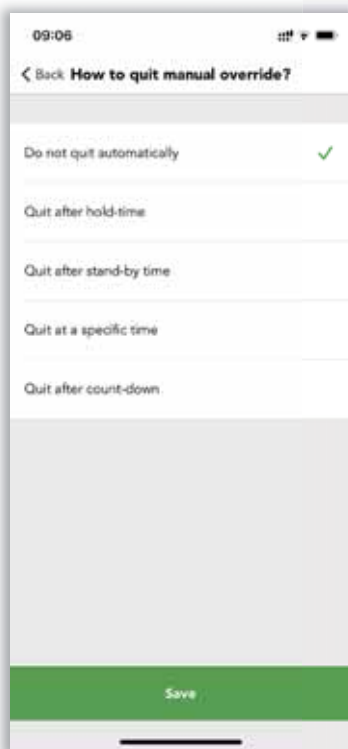 09:06
Back How to quit manual override?
Do not quit automatically
Quit after hold-time
Quit after stand-by time
Quit at a specific time
Quit after count-down
Save